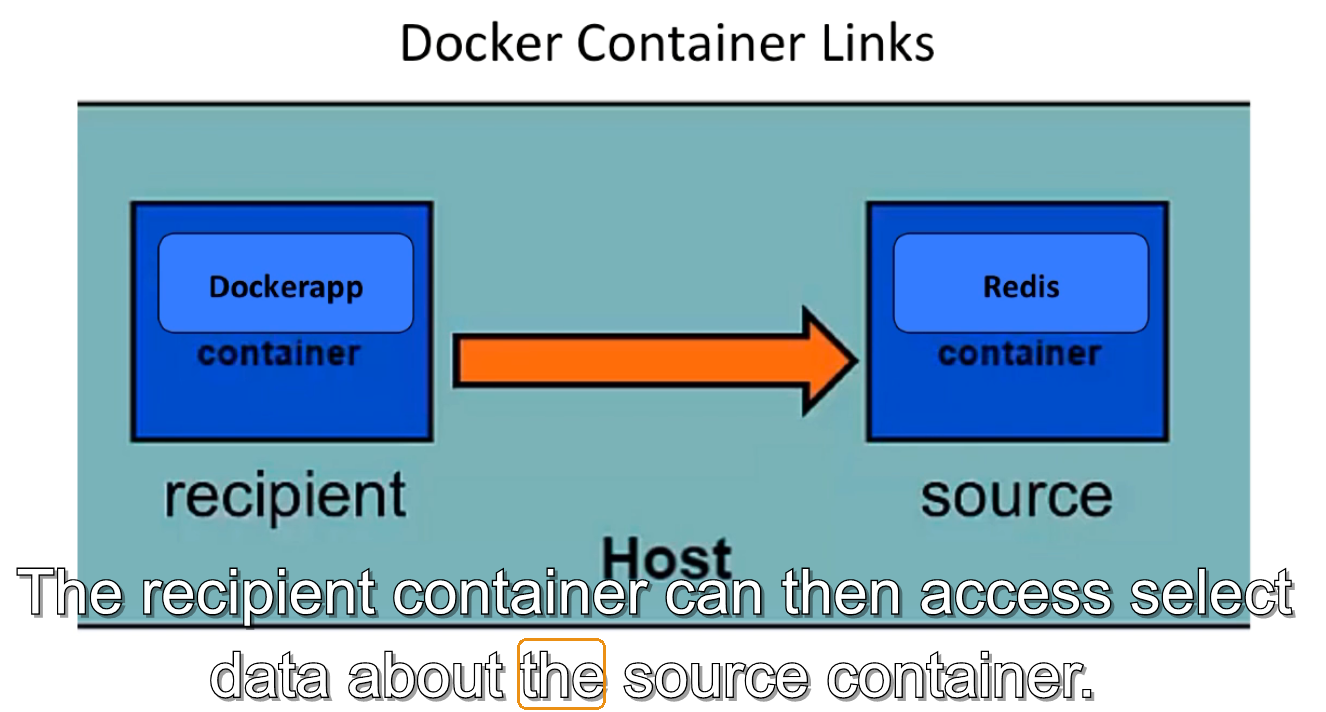 Docker Container Links
Dockerapp
container
Redis
container
recipient
source
Host
The recipient container can then access select
data about the source container.